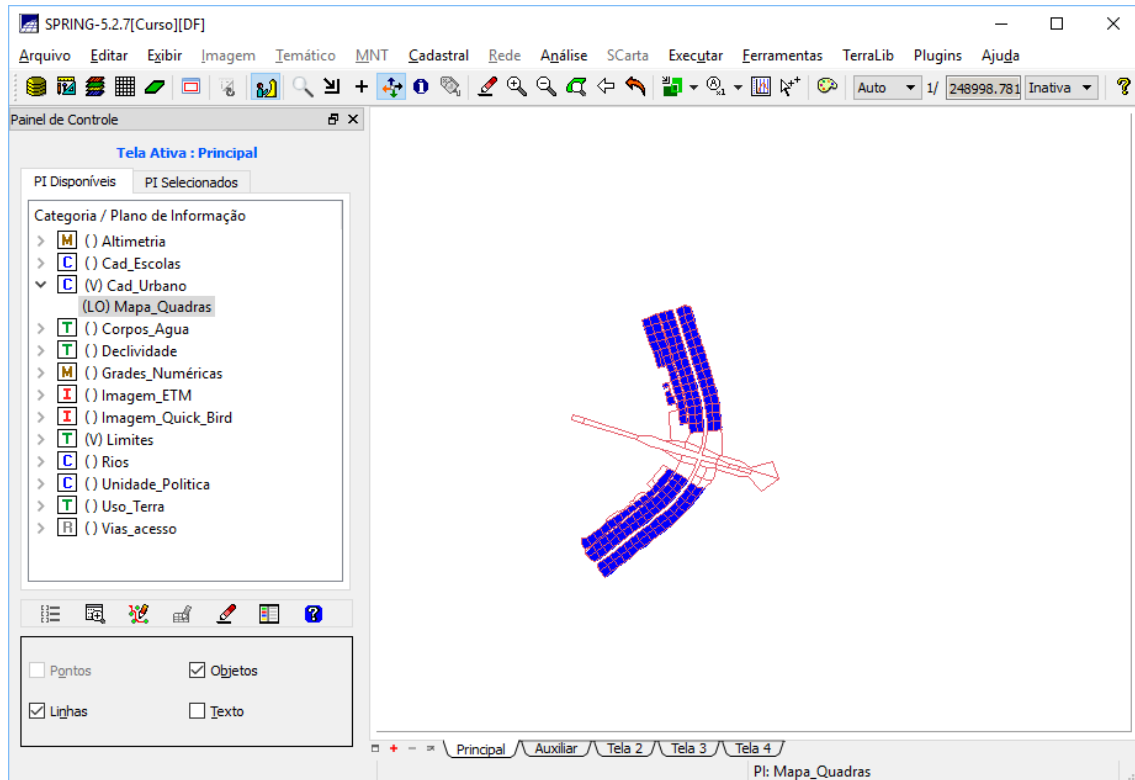 SPRING-5.2.7[Curso][DF]
Arquivo Editar Exibir Imagem Temático MNT Cadastral Rede Análise SCarta Executar Ferramentas TerraLib Plugins Ajuda
Auto 1/ 248998.781 Inativa
Painel de Controle
Tela Ativa : Principal
PI Disponíveis PI Selecionados
Categoria / Plano de Informação
M ( ) Altimetria
C ( ) Cad_Escolas
C (V) Cad_Urbano
(LO) Mapa_Quadras
T ( ) Corpos_Agua
T ( ) Declividade
M ( ) Grades_Numéricas
I ( ) Imagem_ETM
I ( ) Imagem_Quick_Bird
T (V) Limites
C ( ) Rios
C ( ) Unidade_Politica
T ( ) Uso_Terra
R ( ) Vias_acesso
Pontos Objetos
Linhas Texto
Principal Auxiliar Tela 2 Tela 3 Tela 4
PI: Mapa_Quadras